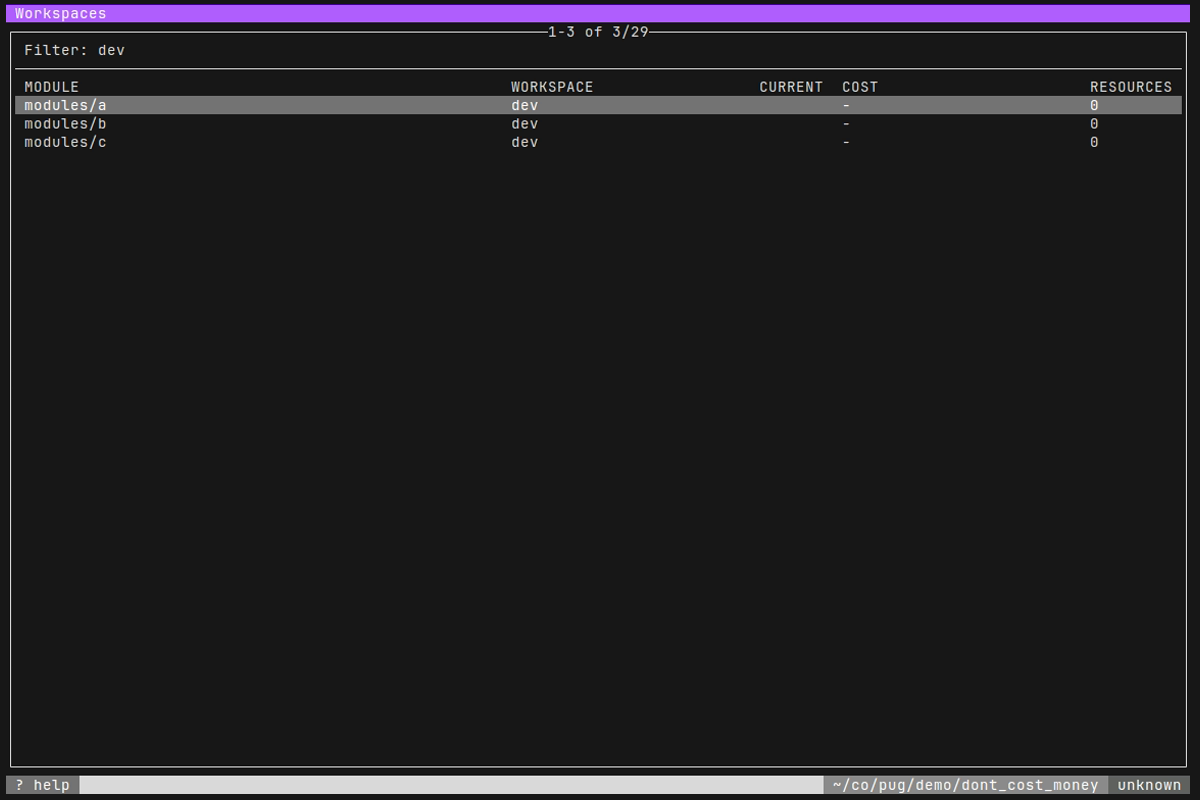 Workspaces
1-3 of 3/29
Filter: dev
MODULE WORKSPACE CURRENT COST RESOURCES
modules/a dev - 0
modules/b dev - 0
modules/c dev - 0
? help ~/co/pug/demo/dont_cost_money unknown